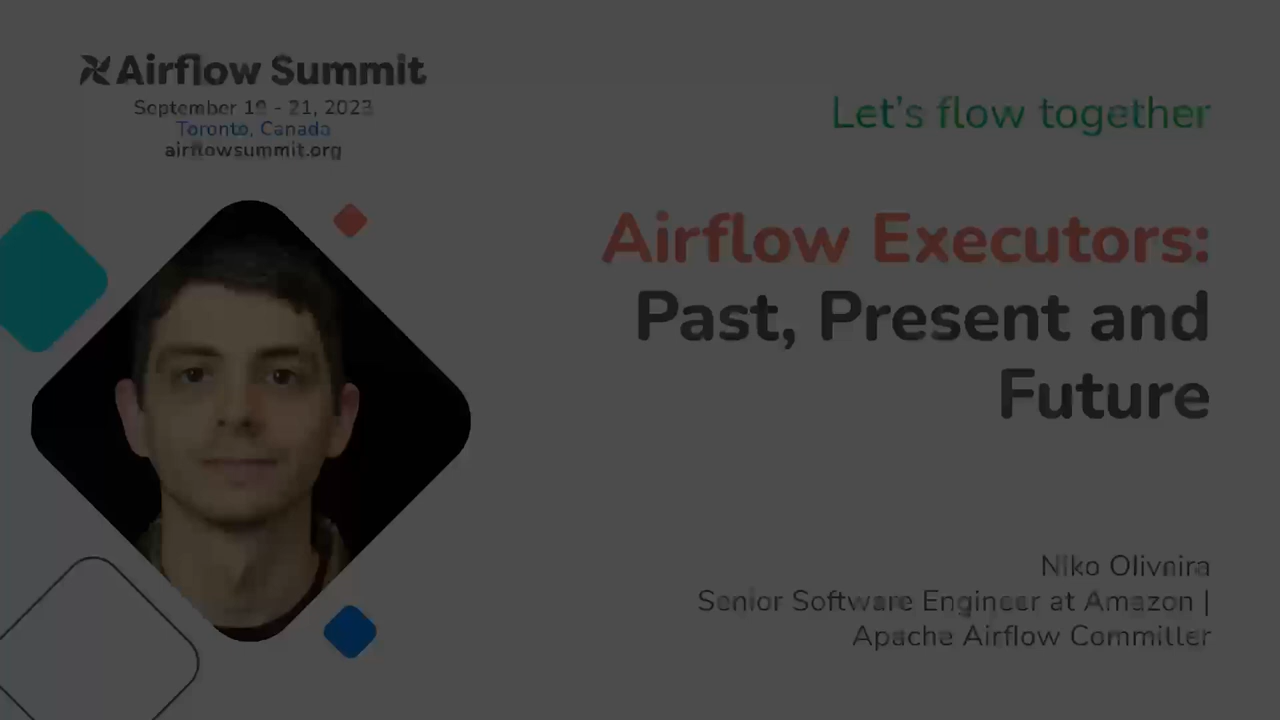 Airflow Summit
September 19 - 21, 2023
Toronto, Canada
airflowsummit.org
Let's flow together
Airflow Executors:
Past, Present and
Future
Niko Oliveira
Senior Software Engineer at Amazon |
Apache Airflow Committer